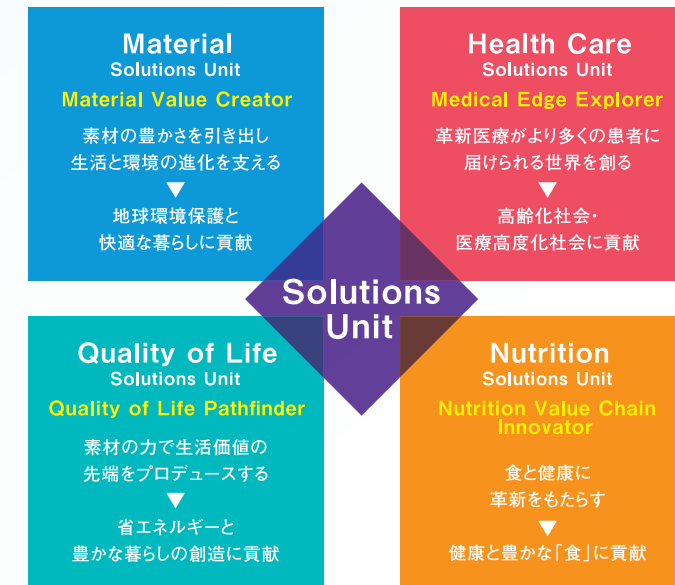 Material
Solutions Unit
Material Value Creator
素材の豊かさを引き出し
生活と環境の進化を支える
▼
地球環境保護と
快適な暮らしに貢献
Health Care
Solutions Unit
Medical Edge Explorer
革新医療がより多くの患者に
届けられる世界を創る
▼
高齢化社会・
医療高度化社会に貢献
Solutions
Unit
Quality of Life
Solutions Unit
Quality of Life Pathfinder
素材の力で生活価値の
先端をプロデュースする
▼
省エネルギーと
豊かな暮らしの創造に貢献
Nutrition
Solutions Unit
Nutrition Value Chain
Innovator
食と健康に
革新をもたらす
▼
健康と豊かな「食」に貢献